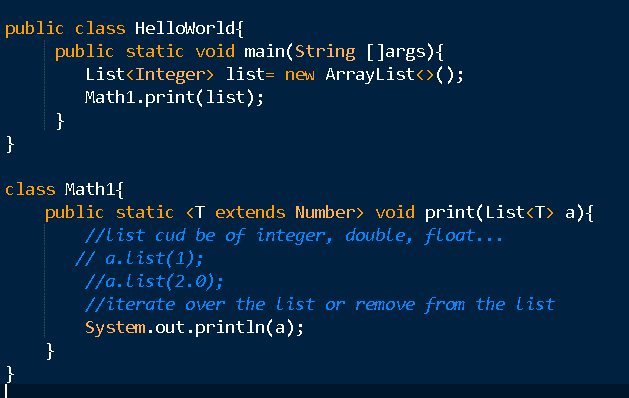 public class HelloWorld{
public static void main(String []args){
List<Integer> list= new ArrayList<>();
Math1.print(list);
}
}
class Math1{
public static <T extends Number> void print(List<T> a){
//list cud be of integer, double, float...
// a.list(1);
//a.list(2.0);
//iterate over the list or remove from the list
System.out.println(a);
}
}